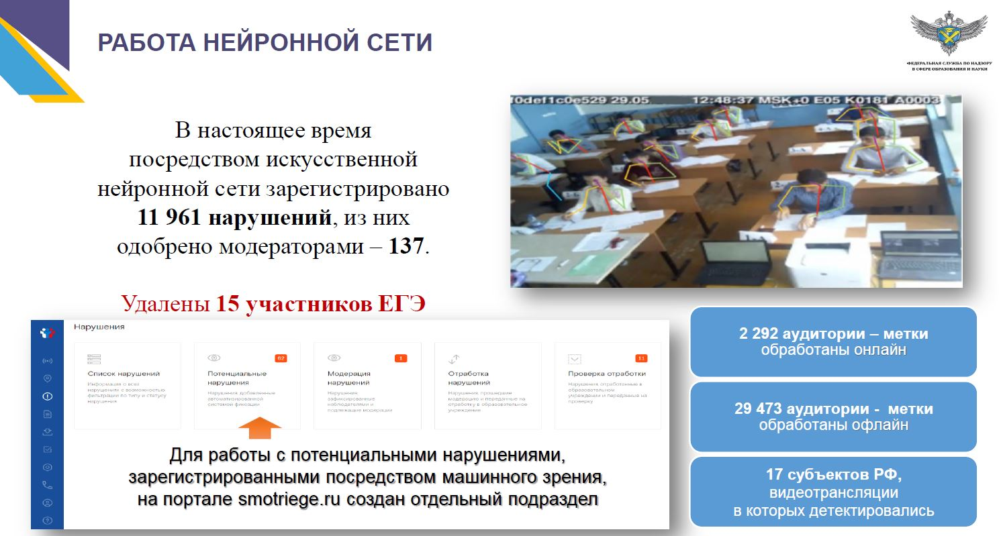 РАБОТА НЕЙРОННОЙ СЕТИ
ФЕДЕРАЛЬНАЯ СЛУЖБА ПО НАДЗОРУ
В СФЕРЕ ОБРАЗОВАНИЯ И НАУКИ
В настоящее время
посредством искусственной
нейронной сети зарегистрировано
11 961 нарушений, из них
одобрено модераторами – 137.
Удалены 15 участников ЕГЭ
f0def1c0e529 29.05 12:48:37 MSK+0 E05 K0181 A0003
Нарушения
Список нарушений
Информация о всех
нарушениях с возможностью
фильтрации по типу и статусу
нарушения
62
Потенциальные
нарушения
Нарушения, добавленные
автоматизированной
системой фиксации
1
Модерация
нарушений
Нарушения,
зафиксированные
наблюдателями и
подлежащие модерации
Отработка
нарушений
Нарушения, прошедшие
модерацию и переданные на
отработку в образовательное
учреждение
11
Проверка отработки
Нарушения, отработанные в
образовательном
учреждении и переданные на
проверку
Для работы с потенциальными нарушениями,
зарегистрированными посредством машинного зрения,
на портале smotriege.ru создан отдельный подраздел
2 292 аудитории – метки
обработаны онлайн
29 473 аудитории - метки
обработаны офлайн
17 субъектов РФ,
видеотрансляции
в которых детектировались